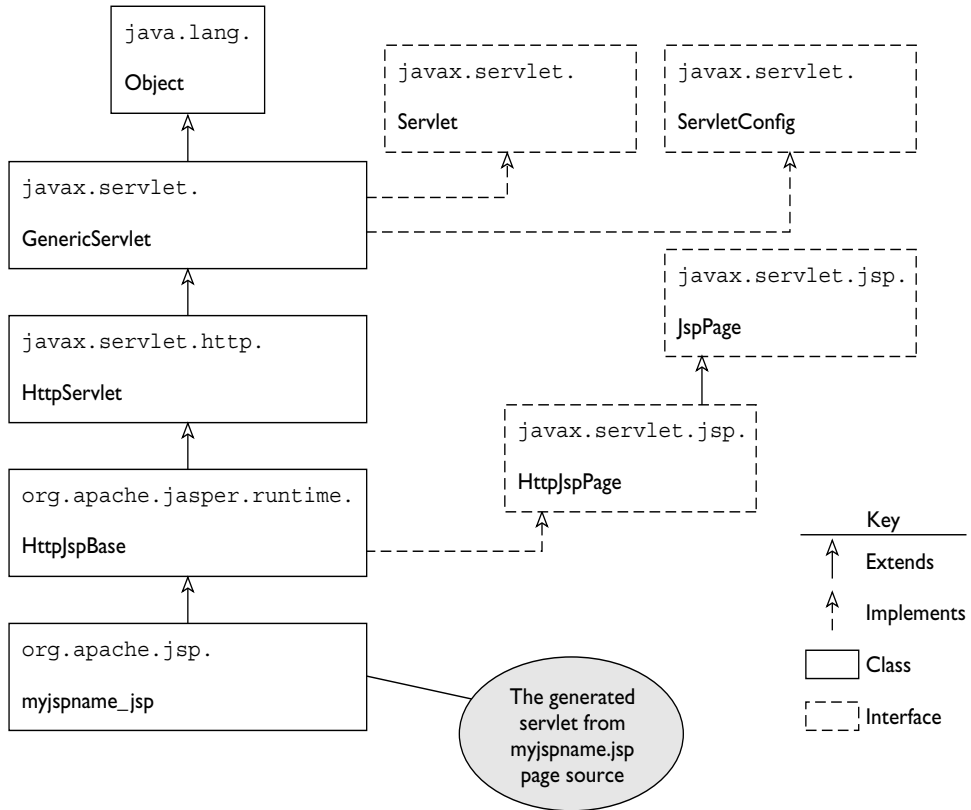 java.lang.
Object
javax.servlet.
Servlet
javax.servlet.
ServletConfig
javax.servlet.
GenericServlet
javax.servlet.jsp.
JspPage
javax.servlet.http.
HttpServlet
javax.servlet.jsp.
HttpJspPage
org.apache.jasper.runtime.
HttpJspBase
org.apache.jsp.
myjspname_jsp
The generated
servlet from
myjspname.jsp
page source
Key
Extends
Implements
Class
Interface